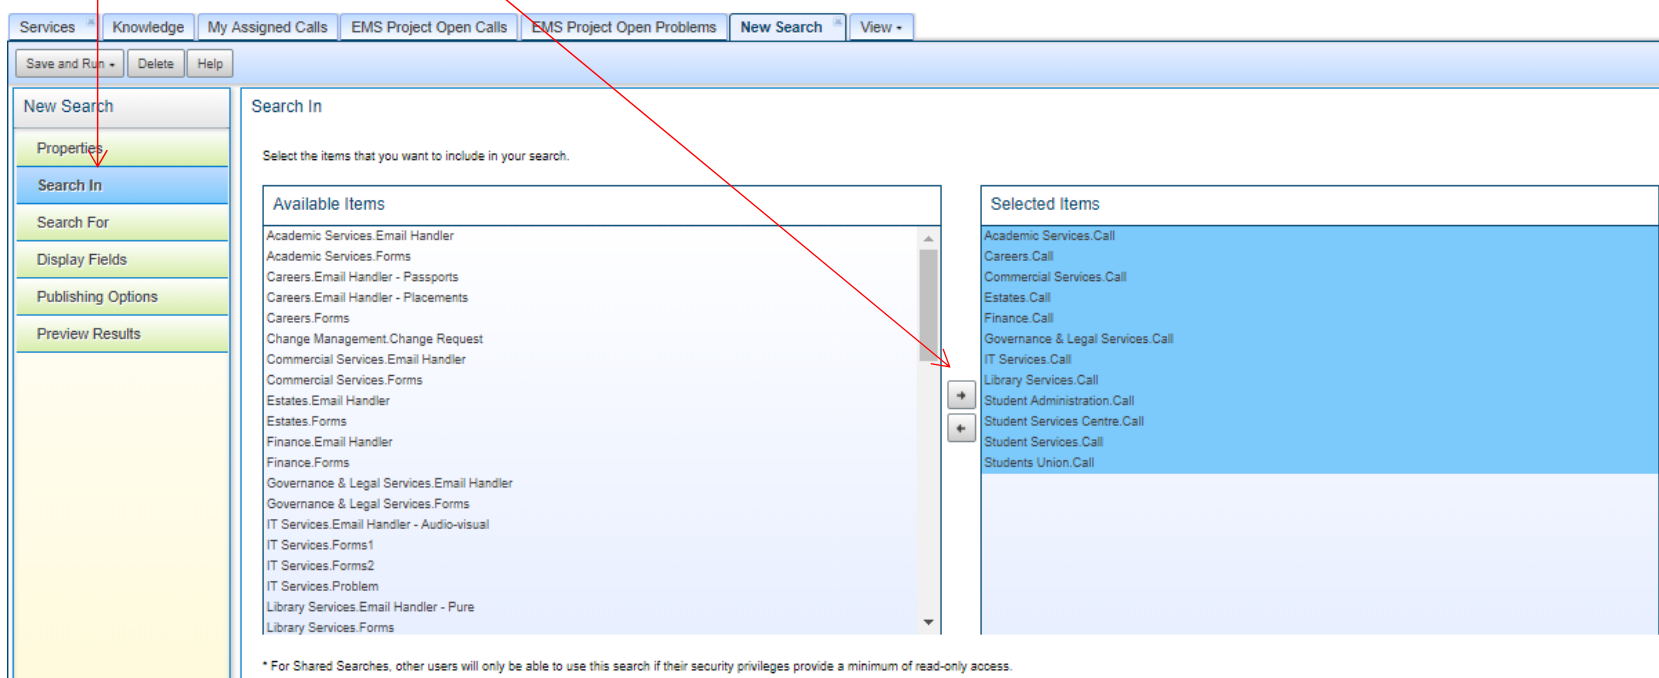 Services Knowledge My Assigned Calls EMS Project Open Calls EMS Project Open Problems New Search View
Save and Run Delete Help
New Search
Properties
Search In
Search For
Display Fields
Publishing Options
Preview Results
Search In
Select the items that you want to include in your search.
Available Items
Academic Services.Email Handler
Academic Services.Forms
Careers.Email Handler - Passports
Careers.Email Handler - Placements
Careers.Forms
Change Management.Change Request
Commercial Services.Email Handler
Commercial Services.Forms
Estates.Email Handler
Estates.Forms
Finance.Email Handler
Finance.Forms
Governance & Legal Services.Email Handler
Governance & Legal Services.Forms
IT Services.Email Handler - Audio-visual
IT Services.Forms1
IT Services.Forms2
IT Services.Problem
Library Services.Email Handler - Pure
Library Services.Forms
Selected Items
Academic Services.Call
Careers.Call
Commercial Services.Call
Estates.Call
Finance.Call
Governance & Legal Services.Call
IT Services.Call
Library Services.Call
Student Administration.Call
Student Services Centre.Call
Student Services.Call
Students Union.Call
* For Shared Searches, other users will only be able to use this search if their security privileges provide a minimum of read-only access.